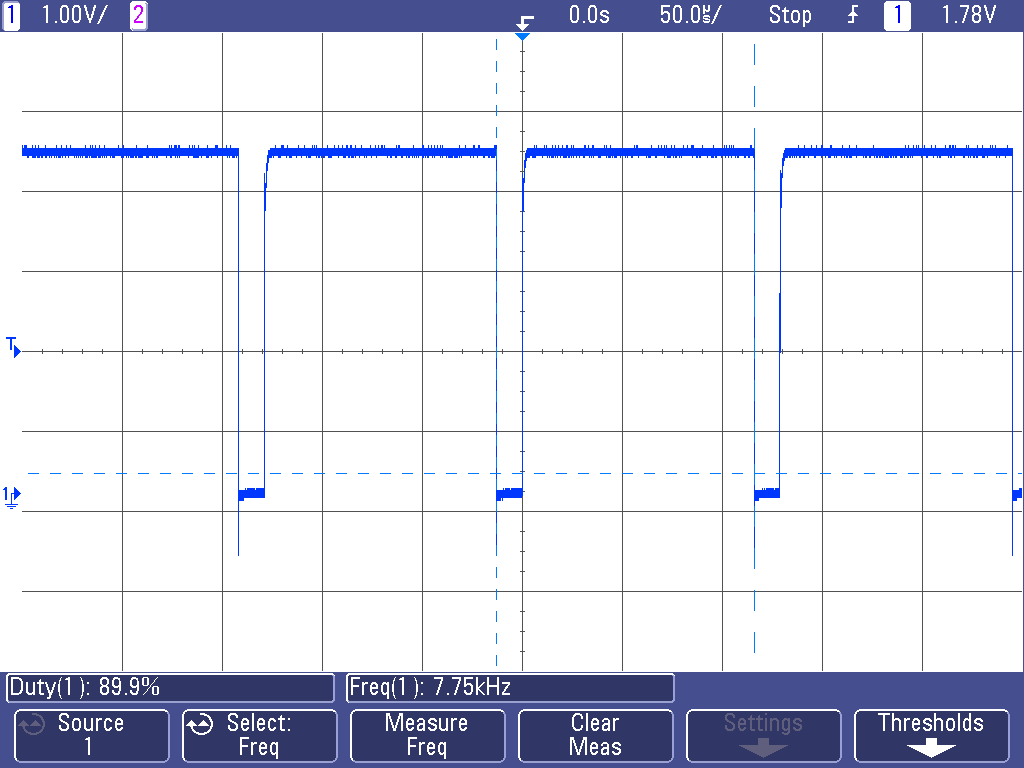 1 1.00V/ 2 0.0s 50.0µs/ Stop 1 1.78V
T
1
Duty(1): 89.9% Freq(1): 7.75kHz
Source Select: Measure Clear Settings Thresholds
1 Freq Freq Meas